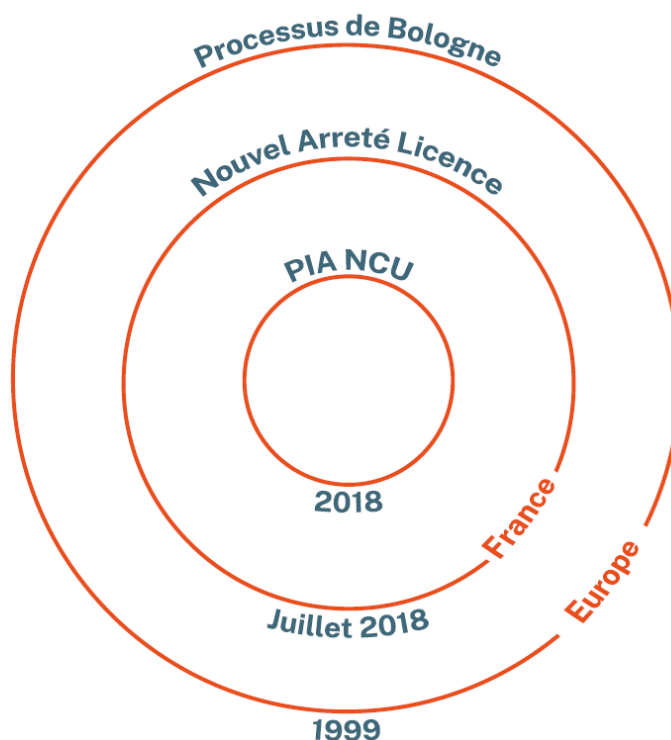 Processus de Bologne
Nouvel Arreté Licence
PIA NCU
2018
France
Europe
Juillet 2018
1999